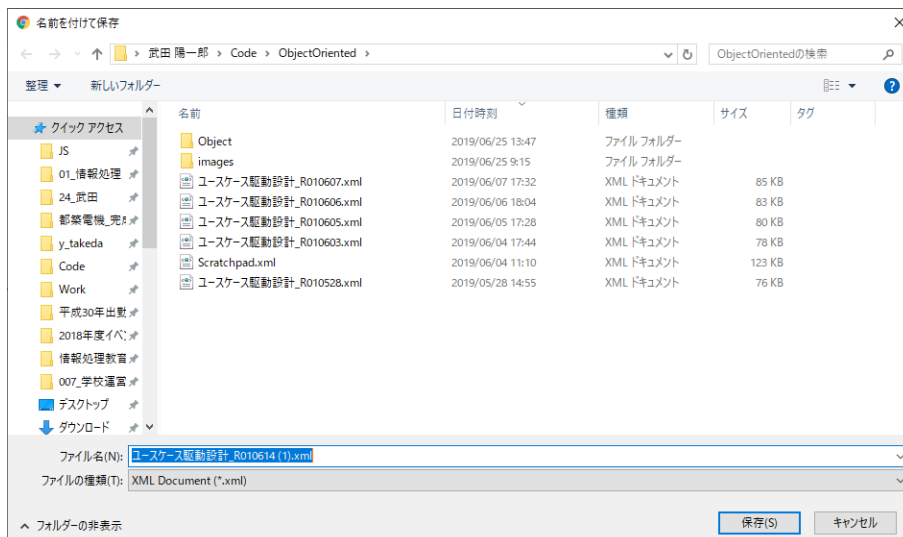 名前を付けて保存
武田 陽一郎 › Code › ObjectOriented ›
ObjectOrientedの検索
整理 新しいフォルダー
名前 日付時刻 種類 サイズ タグ
クイック アクセス
JS
01_情報処理
24_武田
都築電機_完
y_takeda
Code
Work
平成30年出勤
2018年度イベ
情報処理教育
007_学校運営
デスクトップ
ダウンロード
Object 2019/06/25 13:47 ファイル フォルダー
images 2019/06/25 9:15 ファイル フォルダー
ユースケース駆動設計_R010607.xml 2019/06/07 17:32 XML ドキュメント 85 KB
ユースケース駆動設計_R010606.xml 2019/06/06 18:04 XML ドキュメント 83 KB
ユースケース駆動設計_R010605.xml 2019/06/05 17:28 XML ドキュメント 80 KB
ユースケース駆動設計_R010603.xml 2019/06/04 17:44 XML ドキュメント 78 KB
Scratchpad.xml 2019/06/04 11:10 XML ドキュメント 123 KB
ユースケース駆動設計_R010528.xml 2019/05/28 14:55 XML ドキュメント 76 KB
ファイル名(N): ユースケース駆動設計_R010614 (1).xml
ファイルの種類(T): XML Document (*.xml)
フォルダーの非表示
保存(S) キャンセル